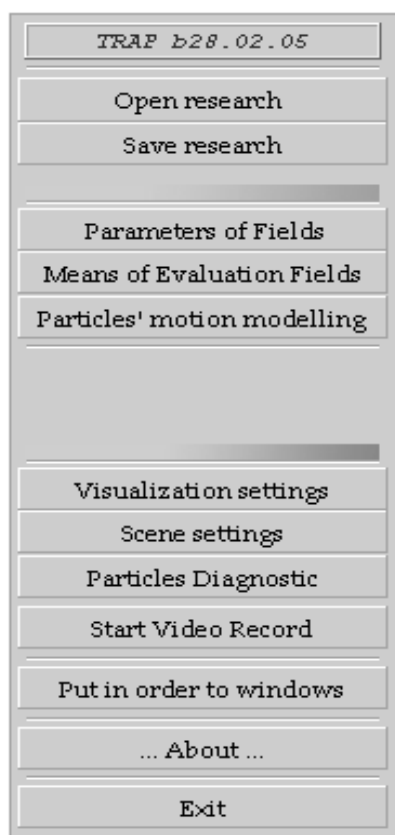 TRAP b28.02.05
Open research
Save research
Parameters of Fields
Means of Evaluation Fields
Particles' motion modelling
Visualization settings
Scene settings
Particles Diagnostic
Start Video Record
Put in order to windows
... About ...
Exit